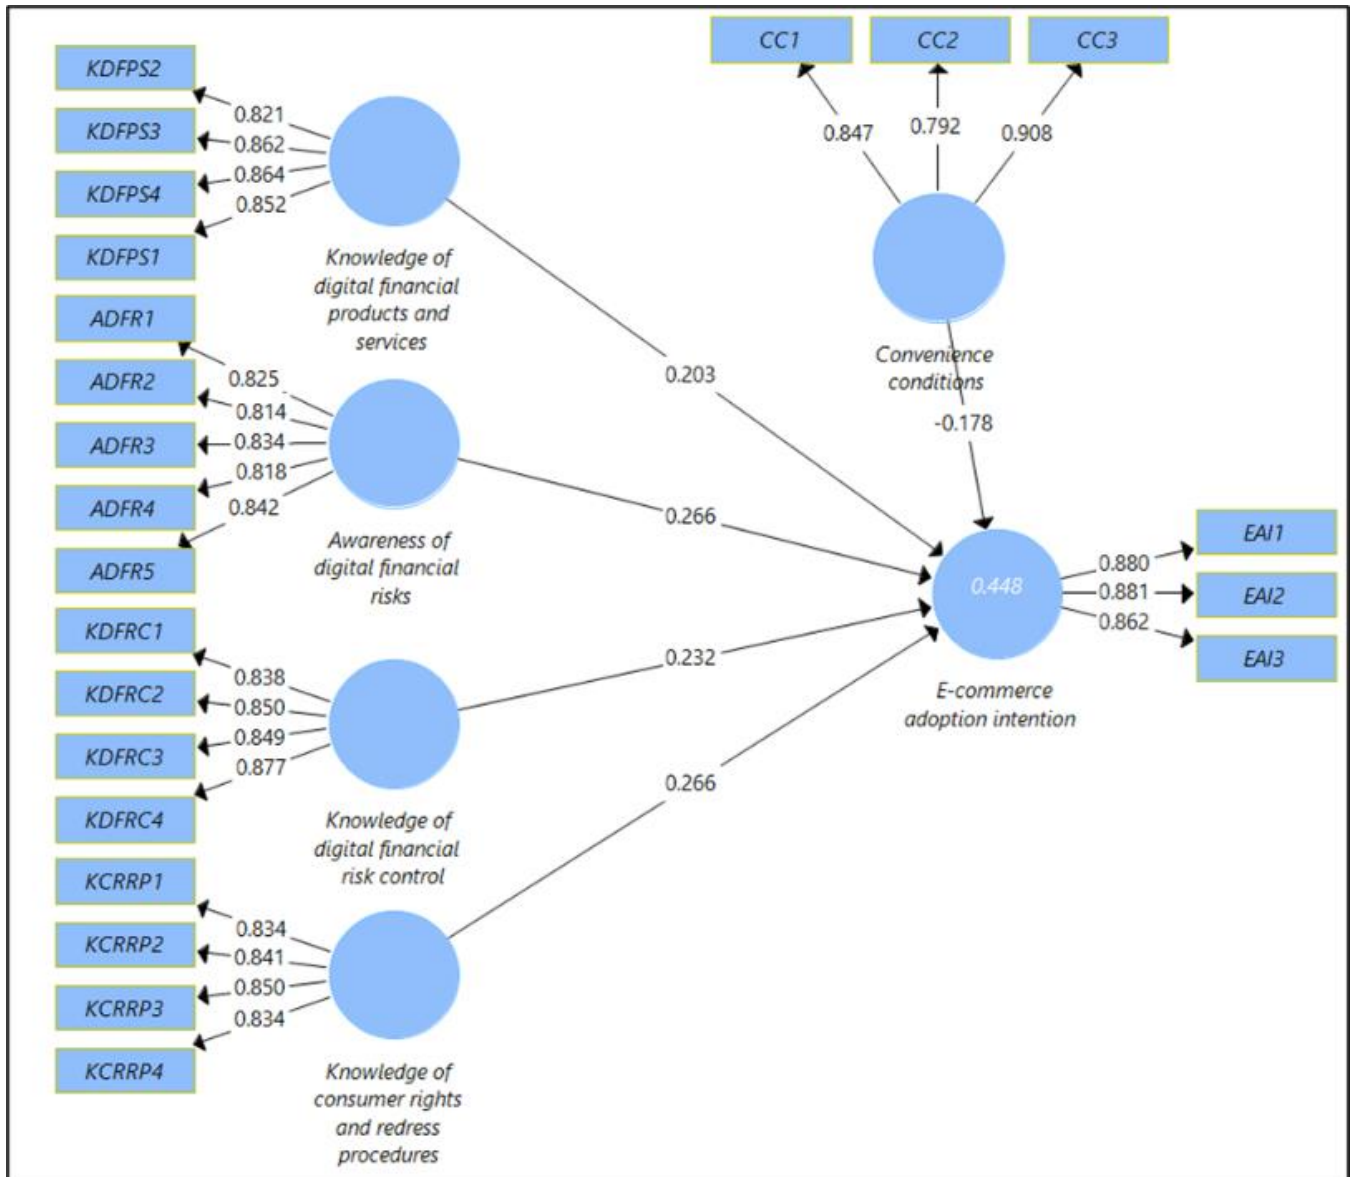 CC1
CC2
CC3
KDFPS2
KDFPS3
KDFPS4
KDFPS1
0.821
0.862
0.864
0.852
Knowledge of
digital financial
products and
services
0.847
0.792
0.908
Convenience
conditions
-0.178
0.203
ADFR1
ADFR2
ADFR3
ADFR4
ADFR5
0.825
0.814
0.834
0.818
0.842
Awareness of
digital financial
risks
0.266
0.448
E-commerce
adoption intention
0.880
0.881
0.862
EAI1
EAI2
EAI3
KDFRC1
KDFRC2
KDFRC3
KDFRC4
0.838
0.850
0.849
0.877
Knowledge of
digital financial
risk control
0.232
KCRRP1
KCRRP2
KCRRP3
KCRRP4
0.834
0.841
0.850
0.834
Knowledge of
consumer rights
and redress
procedures
0.266